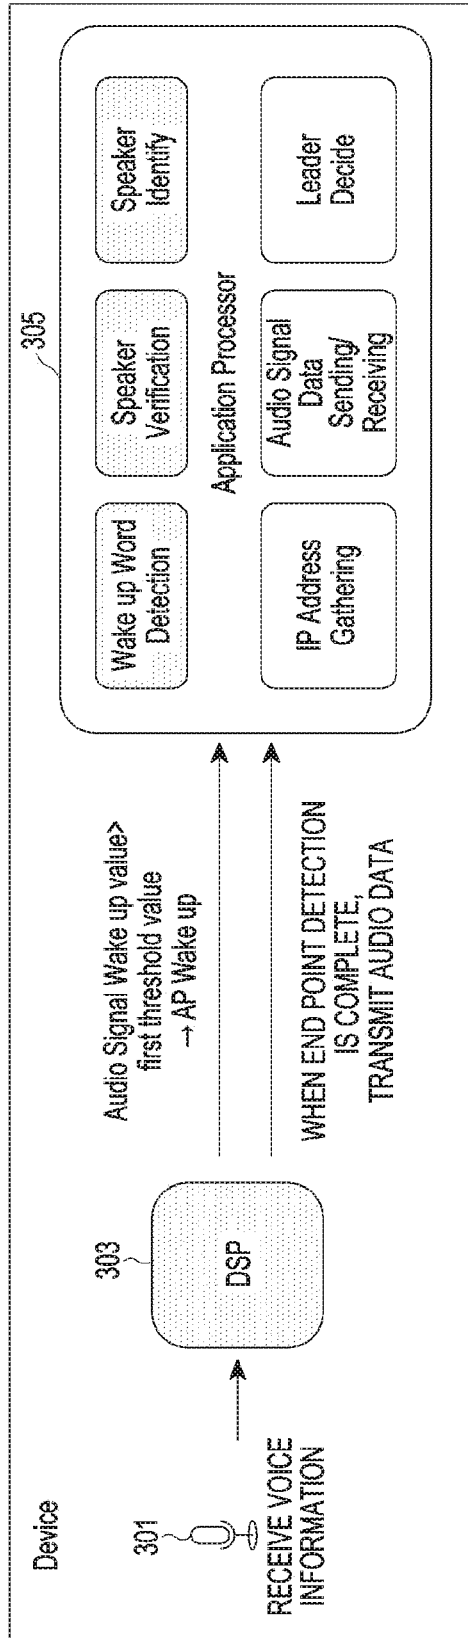 Device
301
RECEIVE VOICE
INFORMATION
303
DSP
Audio Signal Wake up value>
first threshold value
→ AP Wake up
WHEN END POINT DETECTION
IS COMPLETE,
TRANSMIT AUDIO DATA
305
Wake up Word
Detection
Speaker
Verification
Speaker
Identify
Application Processor
IP Address
Gathering
Audio Signal
Data
Sending/
Receiving
Leader
Decide